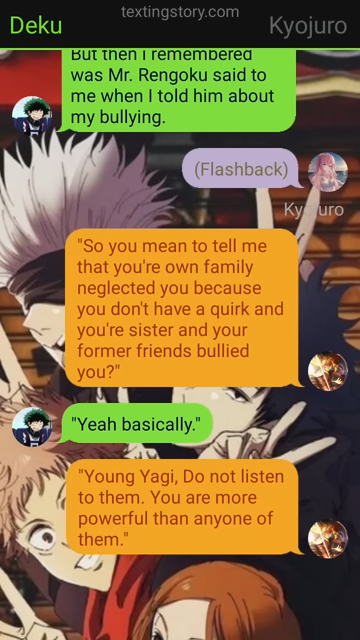 textingstory.com
Deku
Kyojuro
But then I remembered
was Mr. Rengoku said to
me when I told him about
my bullying.
(Flashback)
Kyojuro
"So you mean to tell me
that you're own family
neglected you because
you don't have a quirk and
you're sister and your
former friends bullied
you?"
"Yeah basically."
"Young Yagi, Do not listen
to them. You are more
powerful than anyone of
them."